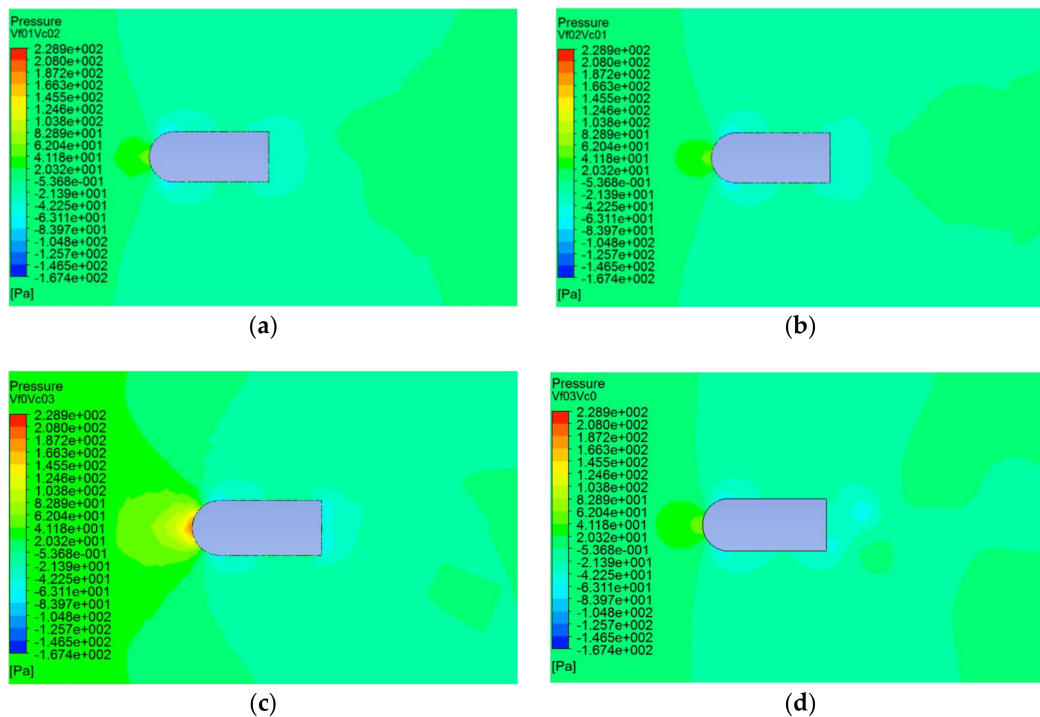 Pressure
Vf01Vc02
2.289e+002
2.080e+002
1.872e+002
1.663e+002
1.455e+002
1.246e+002
1.038e+002
8.289e+001
6.204e+001
4.118e+001
2.032e+001
-5.368e-001
-2.139e+001
-4.225e+001
-6.311e+001
-8.397e+001
-1.048e+002
-1.257e+002
-1.465e+002
-1.674e+002
[Pa]
(a)
Pressure
Vf02Vc01
2.289e+002
2.080e+002
1.872e+002
1.663e+002
1.455e+002
1.246e+002
1.038e+002
8.289e+001
6.204e+001
4.118e+001
2.032e+001
-5.368e-001
-2.139e+001
-4.225e+001
-6.311e+001
-8.397e+001
-1.048e+002
-1.257e+002
-1.465e+002
-1.674e+002
[Pa]
(b)
Pressure
Vf0Vc03
2.289e+002
2.080e+002
1.872e+002
1.663e+002
1.455e+002
1.246e+002
1.038e+002
8.289e+001
6.204e+001
4.118e+001
2.032e+001
-5.368e-001
-2.139e+001
-4.225e+001
-6.311e+001
-8.397e+001
-1.048e+002
-1.257e+002
-1.465e+002
-1.674e+002
[Pa]
(c)
Pressure
Vf03Vc0
2.289e+002
2.080e+002
1.872e+002
1.663e+002
1.455e+002
1.246e+002
1.038e+002
8.289e+001
6.204e+001
4.118e+001
2.032e+001
-5.368e-001
-2.139e+001
-4.225e+001
-6.311e+001
-8.397e+001
-1.048e+002
-1.257e+002
-1.465e+002
-1.674e+002
[Pa]
(d)